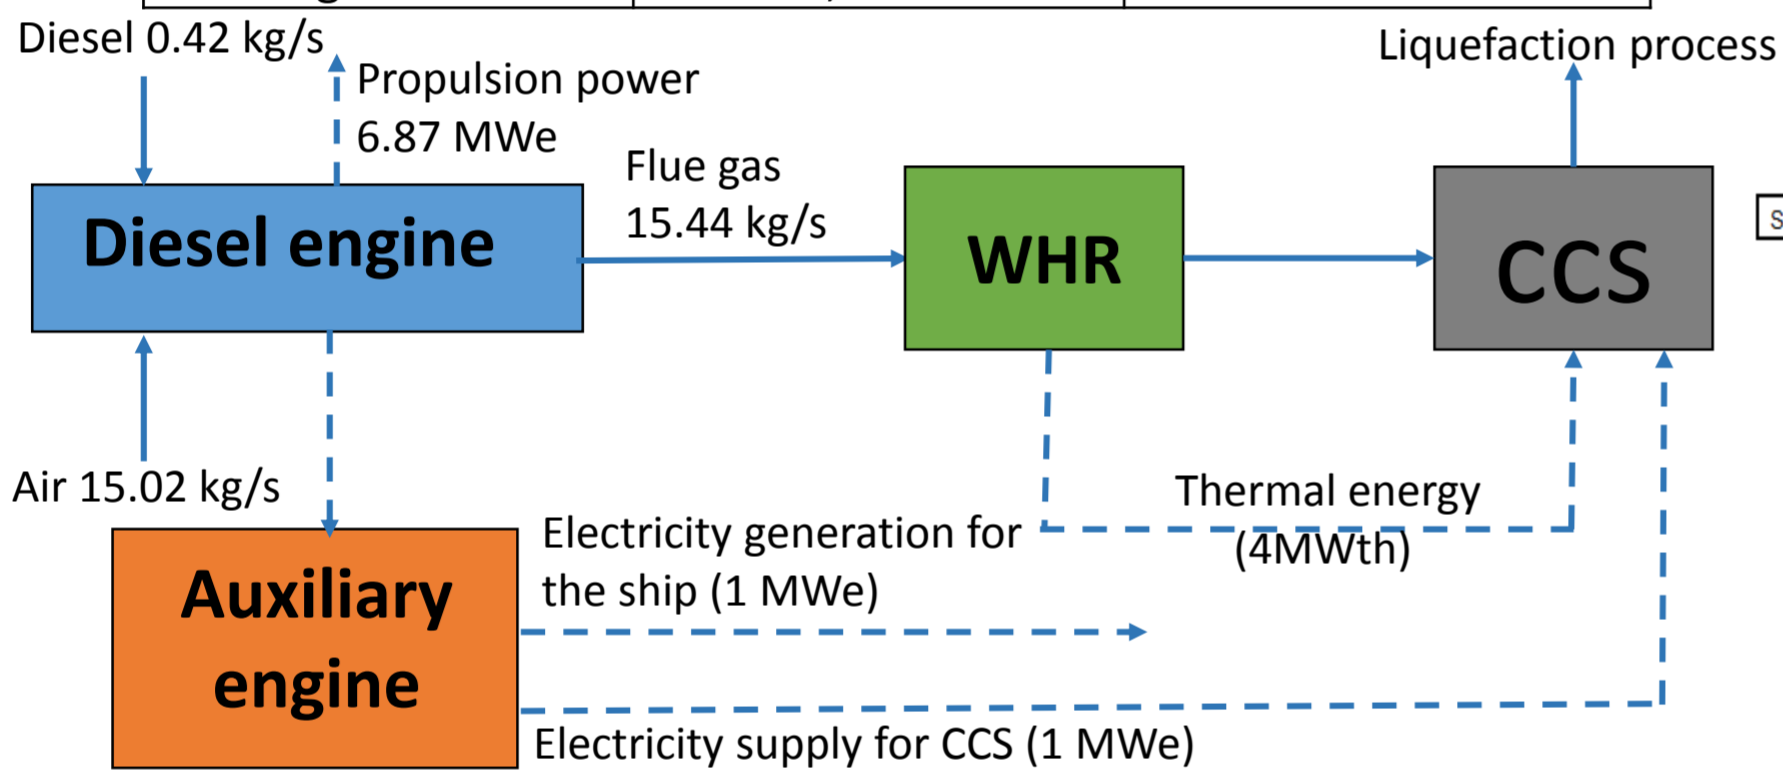 Diesel 0.42 kg/s
Propulsion power
6.87 MWe
Liquefaction process
Flue gas
15.44 kg/s
Diesel engine
WHR
CCS
Air 15.02 kg/s
Thermal energy
(4MWth)
Electricity generation for
the ship (1 MWe)
Auxiliary
engine
Electricity supply for CCS (1 MWe)